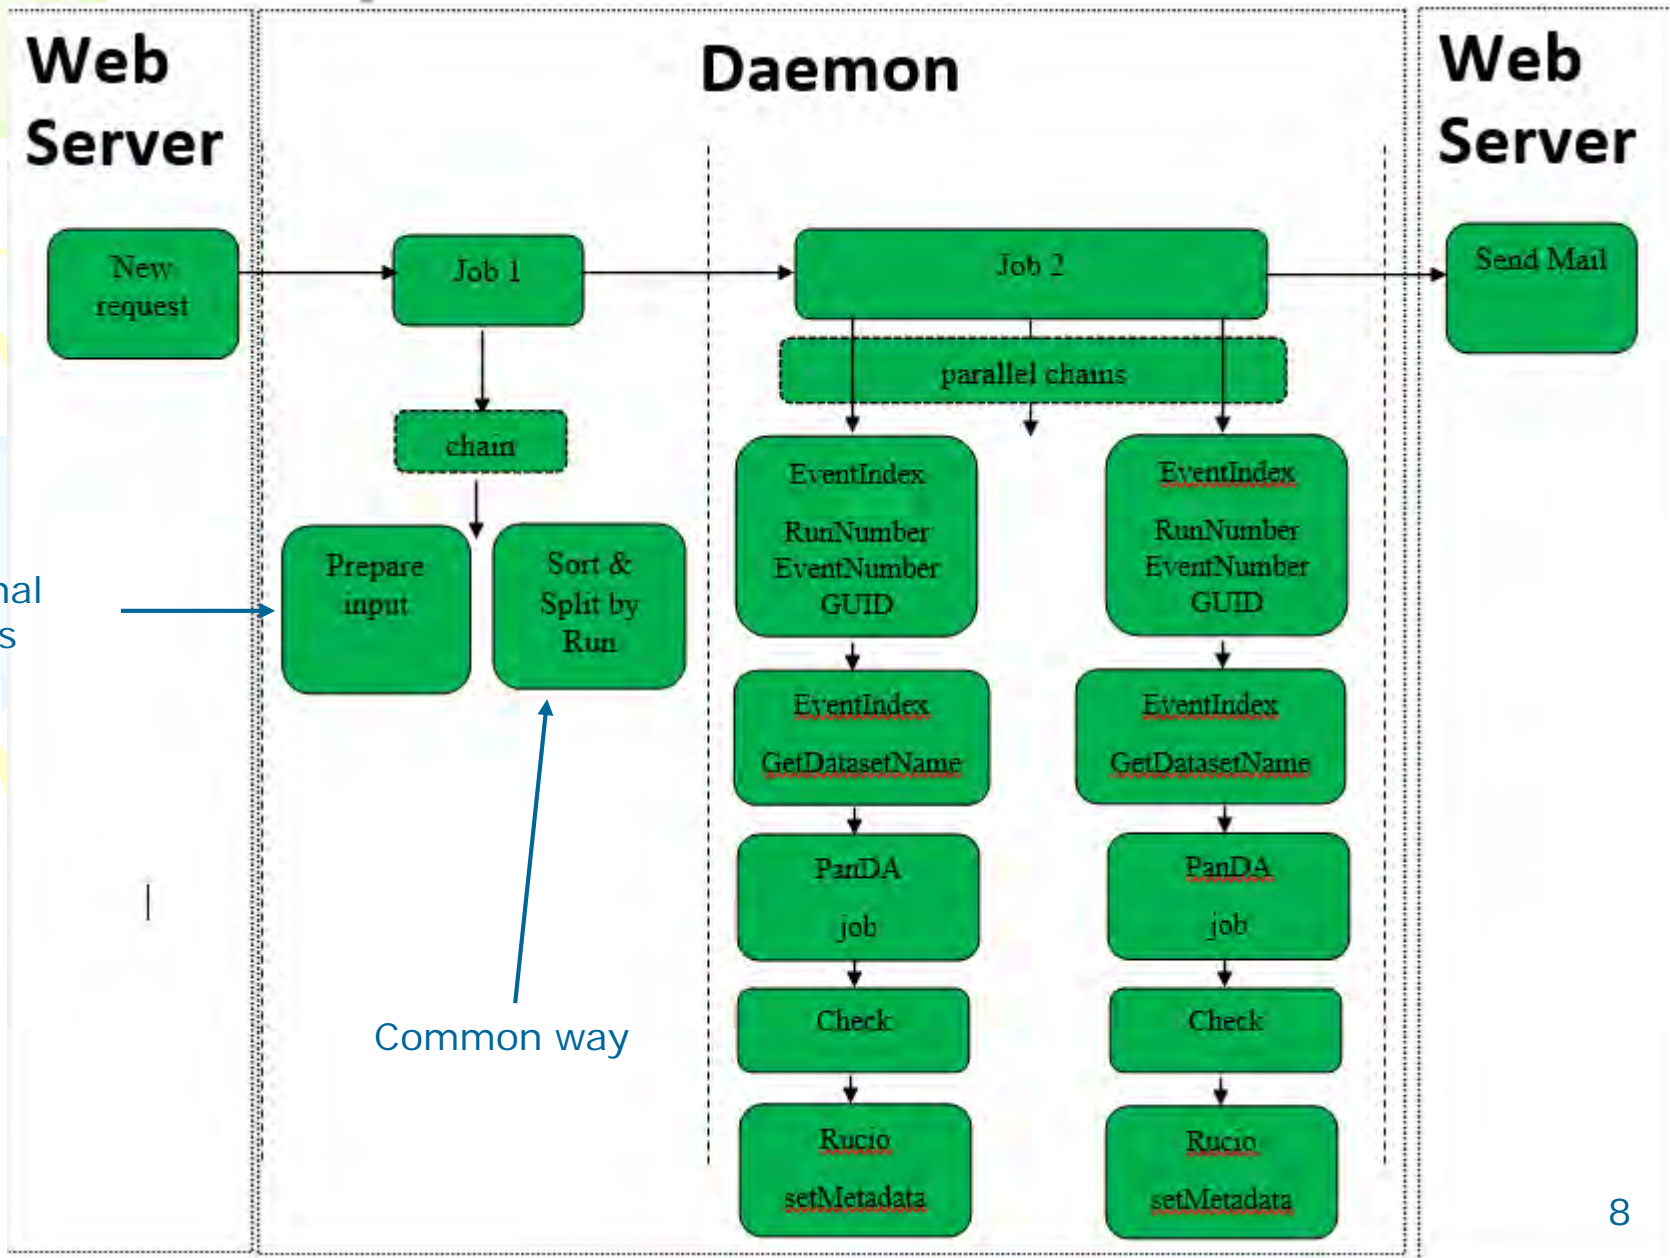 Web
Server
Daemon
Web
Server
New
request
Job 1
Job 2
Send Mail
chain
parallel chains
Prepare
input
Sort &
Split by
Run
Common way
EventIndex
RunNumber
EventNumber
GUID
EventIndex
GetDatasetName
PanDA
job
Check
Rucio
setMetadata
EventIndex
RunNumber
EventNumber
GUID
EventIndex
GetDatasetName
PanDA
job
Check
Rucio
setMetadata
8